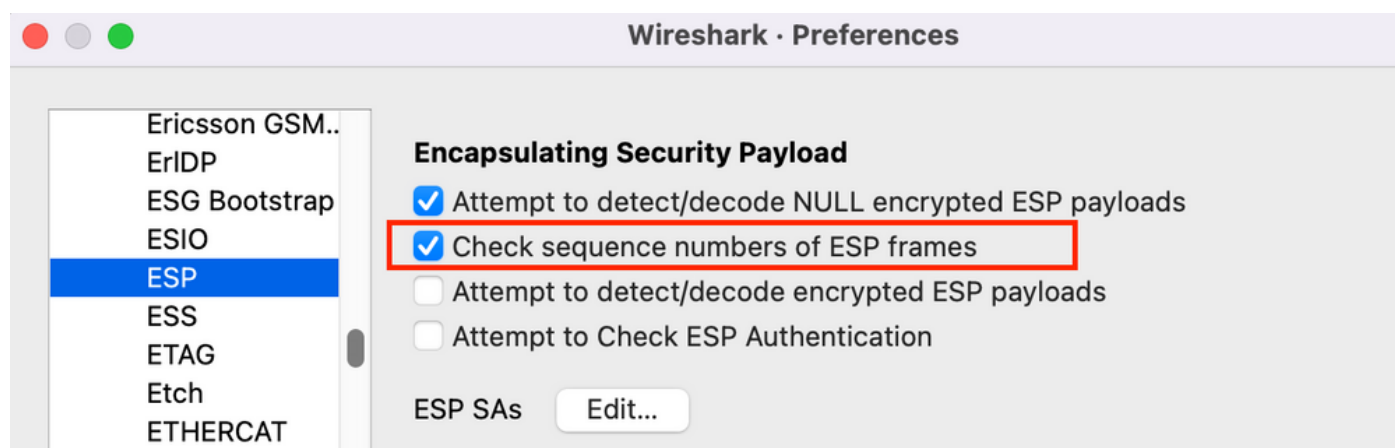 Wireshark · Preferences
Ericsson GSM..
ErlDP
ESG Bootstrap
ESIO
ESP
ESS
ETAG
Etch
ETHERCAT
Encapsulating Security Payload
Attempt to detect/decode NULL encrypted ESP payloads
Check sequence numbers of ESP frames
Attempt to detect/decode encrypted ESP payloads
Attempt to Check ESP Authentication
ESP SAs Edit...